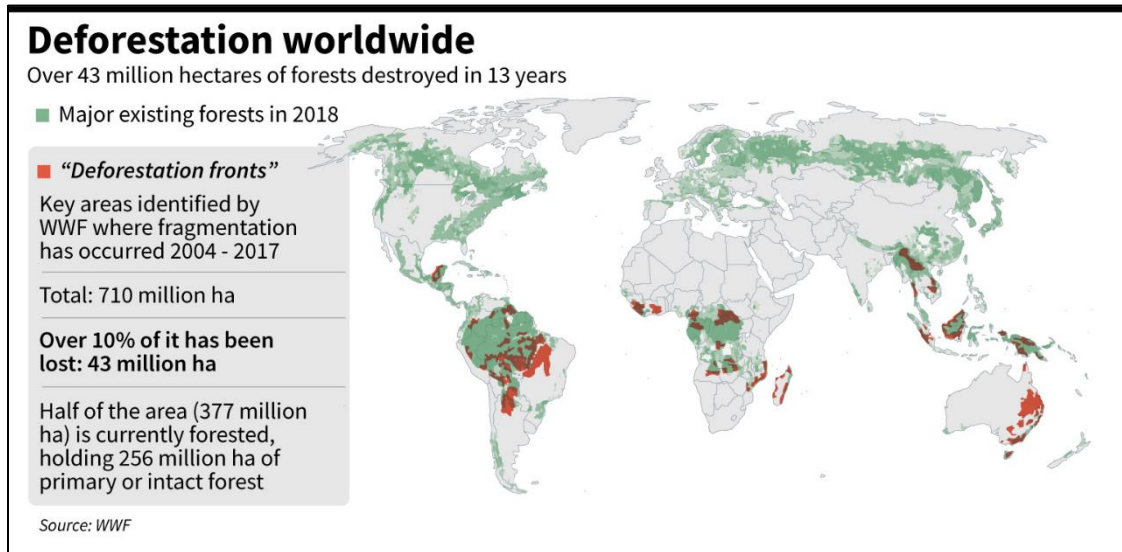 Deforestation worldwide
Over 43 million hectares of forests destroyed in 13 years
Major existing forests in 2018
“Deforestation fronts”
Key areas identified by
WWF where fragmentation
has occurred 2004 - 2017
Total: 710 million ha
Over 10% of it has been
lost: 43 million ha
Half of the area (377 million
ha) is currently forested,
holding 256 million ha of
primary or intact forest
Source: WWF